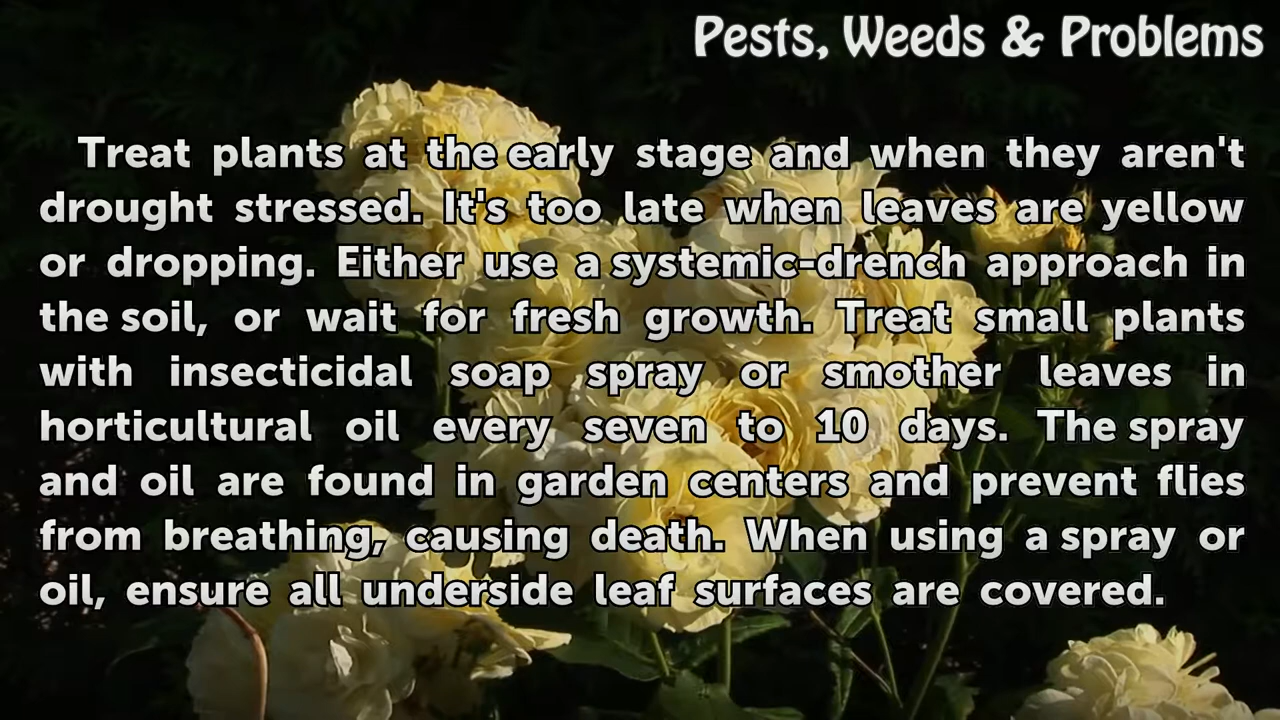 Pests, Weeds & Problems
Treat plants at the early stage and when they aren't
drought stressed. It's too late when leaves are yellow
or dropping. Either use a systemic-drench approach in
the soil, or wait for fresh growth. Treat small plants
with insecticidal soap spray or smother leaves in
horticultural oil every seven to 10 days. The spray
and oil are found in garden centers and prevent flies
from breathing, causing death. When using a spray or
oil, ensure all underside leaf surfaces are covered.